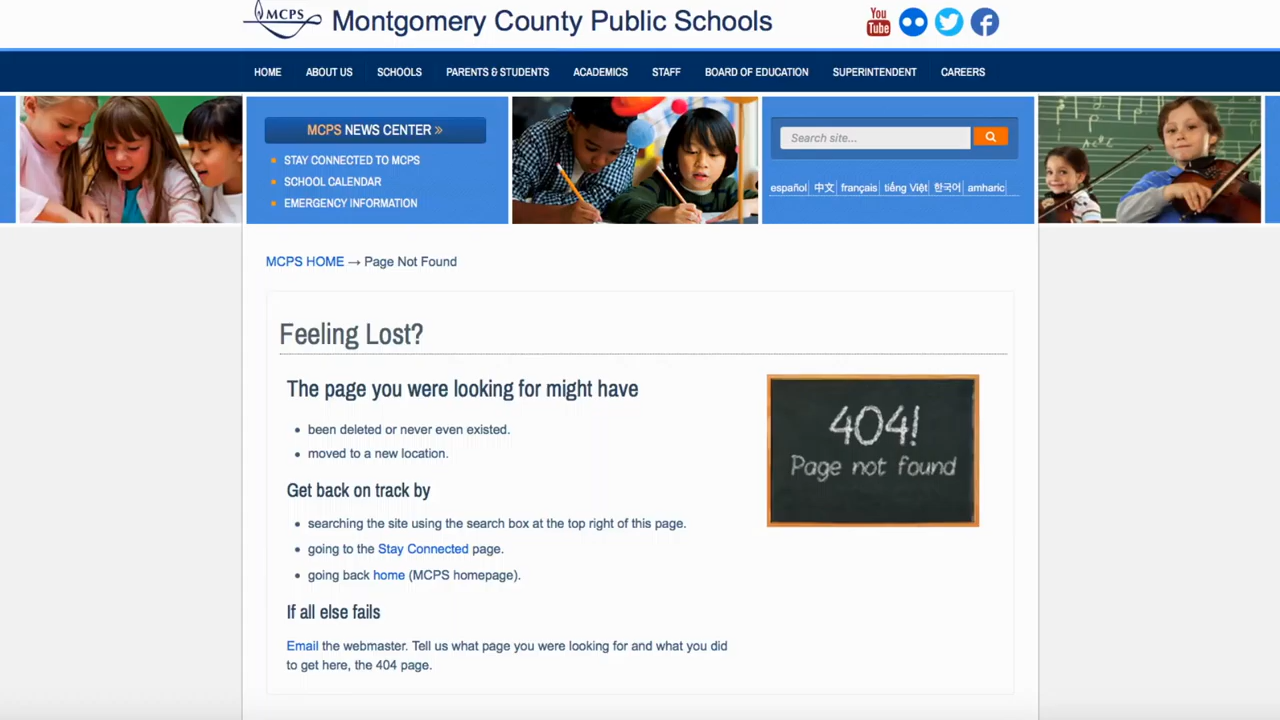 MCPS
Montgomery County Public Schools
You
Tube
HOME ABOUT US SCHOOLS PARENTS & STUDENTS ACADEMICS STAFF BOARD OF EDUCATION SUPERINTENDENT CAREERS
MCPS NEWS CENTER »
STAY CONNECTED TO MCPS
SCHOOL CALENDAR
EMERGENCY INFORMATION
Search site...
español 中文 français tiếng Việt 한국어 amharic
MCPS HOME → Page Not Found
Feeling Lost?
The page you were looking for might have
• been deleted or never even existed.
• moved to a new location.
Get back on track by
• searching the site using the search box at the top right of this page.
• going to the Stay Connected page.
• going back home (MCPS homepage).
If all else fails
Email the webmaster. Tell us what page you were looking for and what you did
to get here, the 404 page.
404!
Page not found